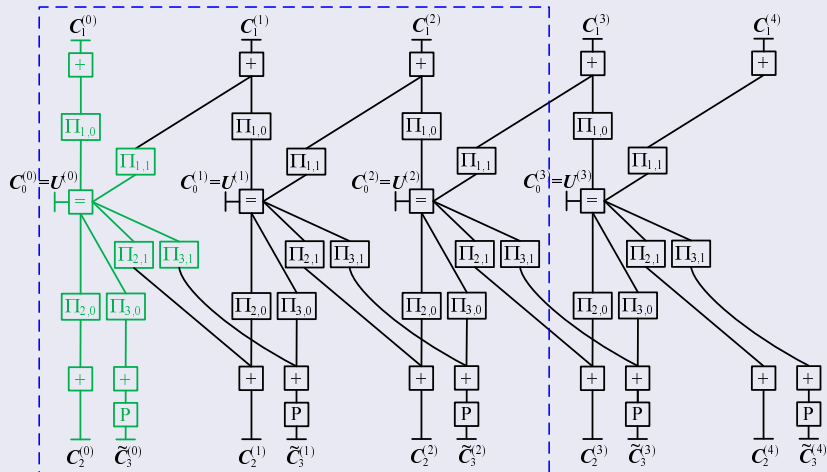 C₁⁽⁰⁾ C₁⁽¹⁾ C₁⁽²⁾ C₁⁽³⁾ C₁⁽⁴⁾
+ + + + +
Π₁,₀ Π₁,₀ Π₁,₀ Π₁,₀
Π₁,₁ Π₁,₁ Π₁,₁ Π₁,₁
C₀⁽⁰⁾=U⁽⁰⁾ C₀⁽¹⁾=U⁽¹⁾ C₀⁽²⁾=U⁽²⁾ C₀⁽³⁾=U⁽³⁾
= = = =
Π₂,₁ Π₃,₁ Π₂,₁ Π₃,₁ Π₂,₁ Π₃,₁ Π₂,₁ Π₃,₁
Π₂,₀ Π₃,₀ Π₂,₀ Π₃,₀ Π₂,₀ Π₃,₀ Π₂,₀ Π₃,₀
+ + + + + + + + + +
P P P P P
C₂⁽⁰⁾ C̃₃⁽⁰⁾ C₂⁽¹⁾ C̃₃⁽¹⁾ C₂⁽²⁾ C̃₃⁽²⁾ C₂⁽³⁾ C̃₃⁽³⁾ C₂⁽⁴⁾ C̃₃⁽⁴⁾